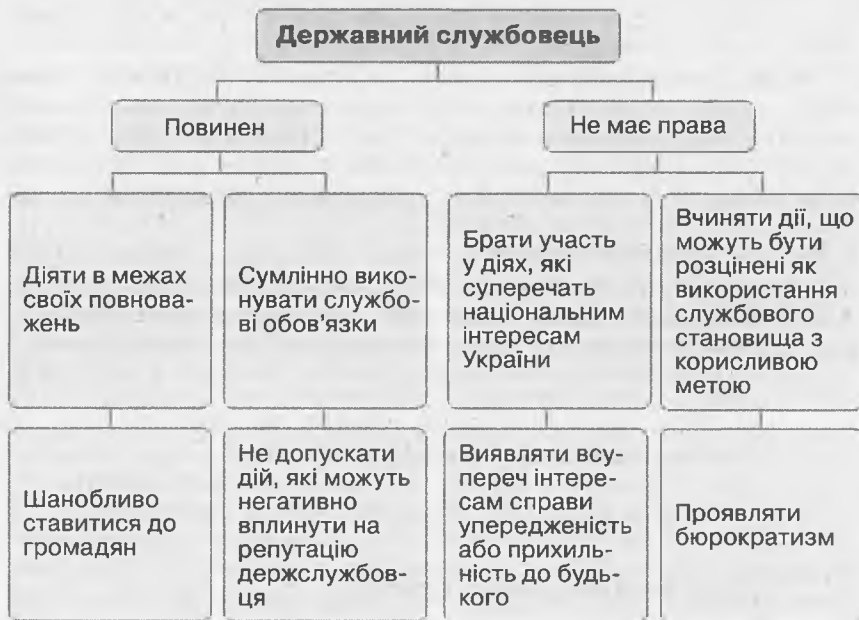 Державний службовець
Повинен
Не має права
Діяти в межах
своїх повнова-
жень
Сумлінно вико-
нувати службо-
ві обов'язки
Брати участь
у діях, які
суперечать
національним
інтересам
України
Вчиняти дії, що
можуть бути
розцінені як
використання
службового
становища з
корисливою
метою
Шанобливо
ставитися до
громадян
Не допускати
дій, які можуть
негативно
вплинути на
репутацію
держслужбов-
ця
Виявляти всу-
переч інтере-
сам справи
упередженість
або прихиль-
ність до будь-
кого
Проявляти
бюрократизм